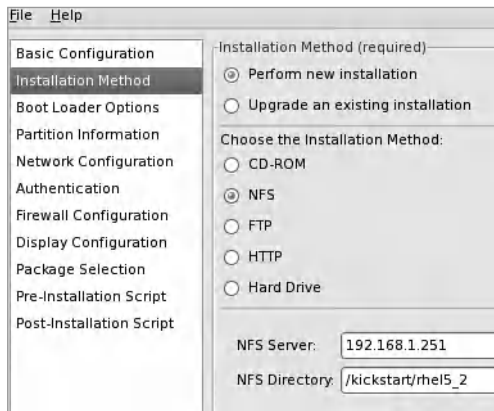 File Help
Basic Configuration
Installation Method
Boot Loader Options
Partition Information
Network Configuration
Authentication
Firewall Configuration
Display Configuration
Package Selection
Pre-Installation Script
Post-Installation Script
Installation Method (required)
Perform new installation
Upgrade an existing installation
Choose the Installation Method:
CD-ROM
NFS
FTP
HTTP
Hard Drive
NFS Server: 192.168.1.251
NFS Directory: /kickstart/rhel5_2